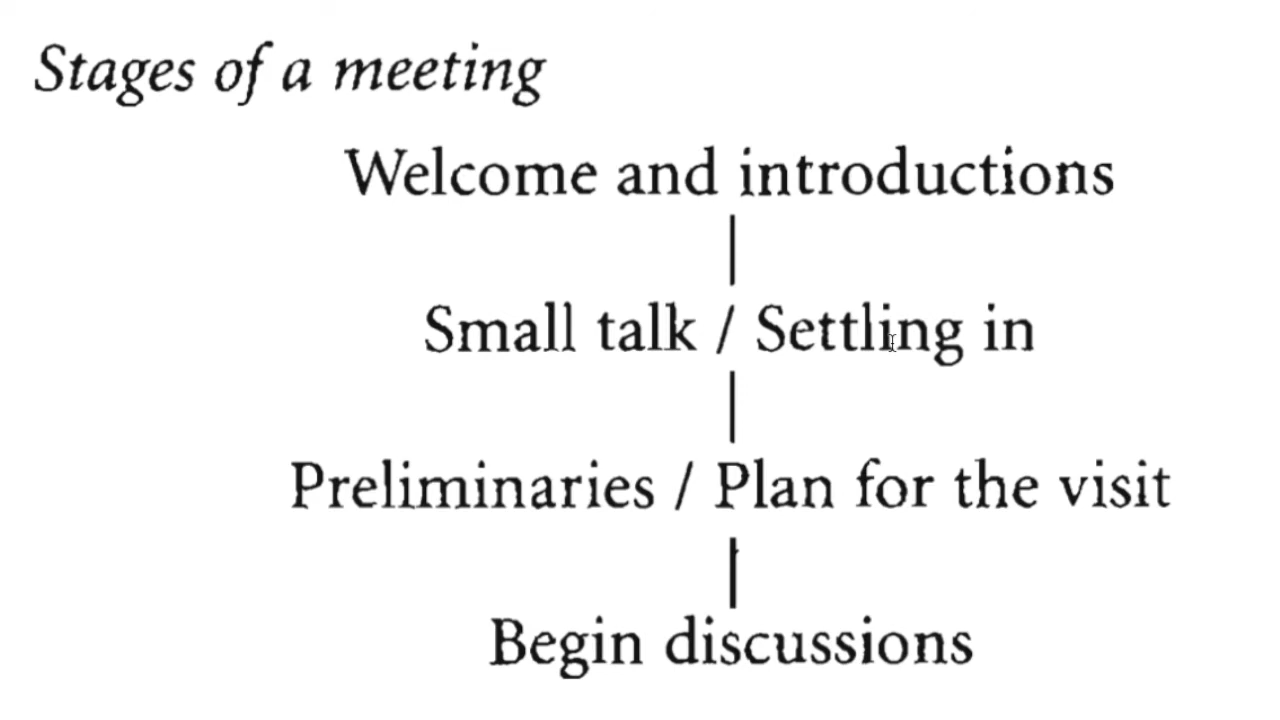 Stages of a meeting
Welcome and introductions
Small talk / Settling in
Preliminaries / Plan for the visit
Begin discussions